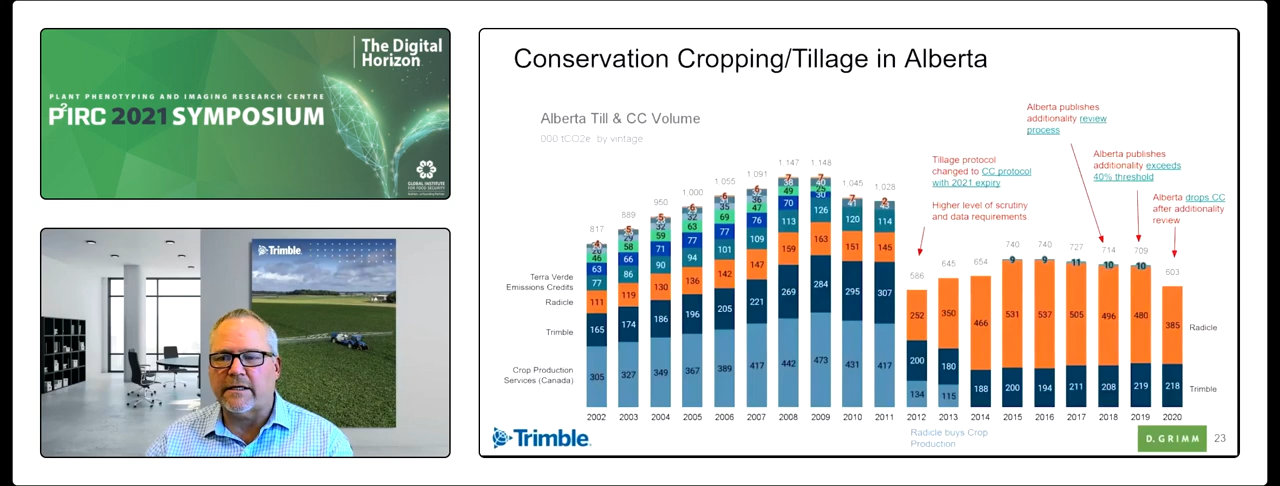 The Digital
Horizon
PLANT PHENOTYPING AND IMAGING RESEARCH CENTRE
P²IRC 2021 SYMPOSIUM
GLOBAL INSTITUTE
FOR FOOD SECURITY
Trimble
Conservation Cropping/Tillage in Alberta
Alberta Till & CC Volume
000 tCO2e by vintage
Alberta publishes
additionality review
process
Alberta publishes
additionality exceeds
40% threshold
Alberta drops CC
after additionality
review
Tillage protocol
changed to CC protocol
with 2021 expiry
Higher level of scrutiny
and data requirements
817 889 950 1 000 1 055 1 091 1 147 1 148 1,045 1,028 586 645 654 740 740 727 714 709 603
Terra Verde
Emissions Credits
Radicle
Trimble
Crop Production
Services (Canada)
46 58 59 63 69 47 49 25
63 66 71 77 77 76 70 30
77 86 90 94 101 109 113 126 120 114
9 9 11 10 10
111 119 130 136 142 147 159 163 151 145 252 350 466 531 537 505 496 480 385
165 174 186 196 205 221 269 284 295 307 200 180 188 200 194 211 208 219 218
305 327 349 367 389 417 442 473 431 417 134 115
Radicle
Trimble
2002 2003 2004 2005 2006 2007 2008 2009 2010 2011 2012 2013 2014 2015 2016 2017 2018 2019 2020
Radicle buys Crop
Production
Trimble
D.GRIMM
23